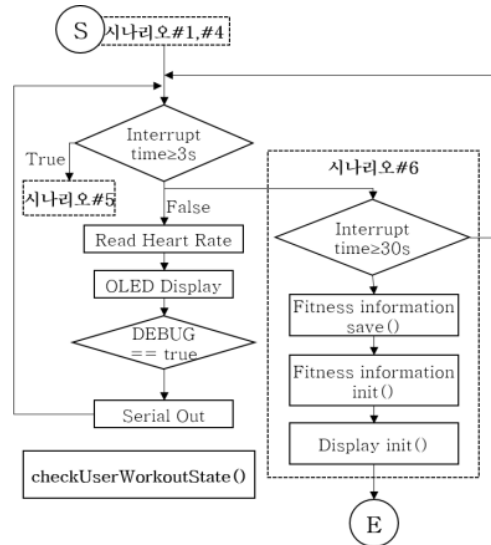 S
시나리오#1,#4
Interrupt
time≥3s
True
시나리오#5
False
Read Heart Rate
OLED Display
DEBUG
== true
Serial Out
checkUserWorkoutState()
시나리오#6
Interrupt
time≥30s
Fitness information
save()
Fitness information
init()
Display init()
E